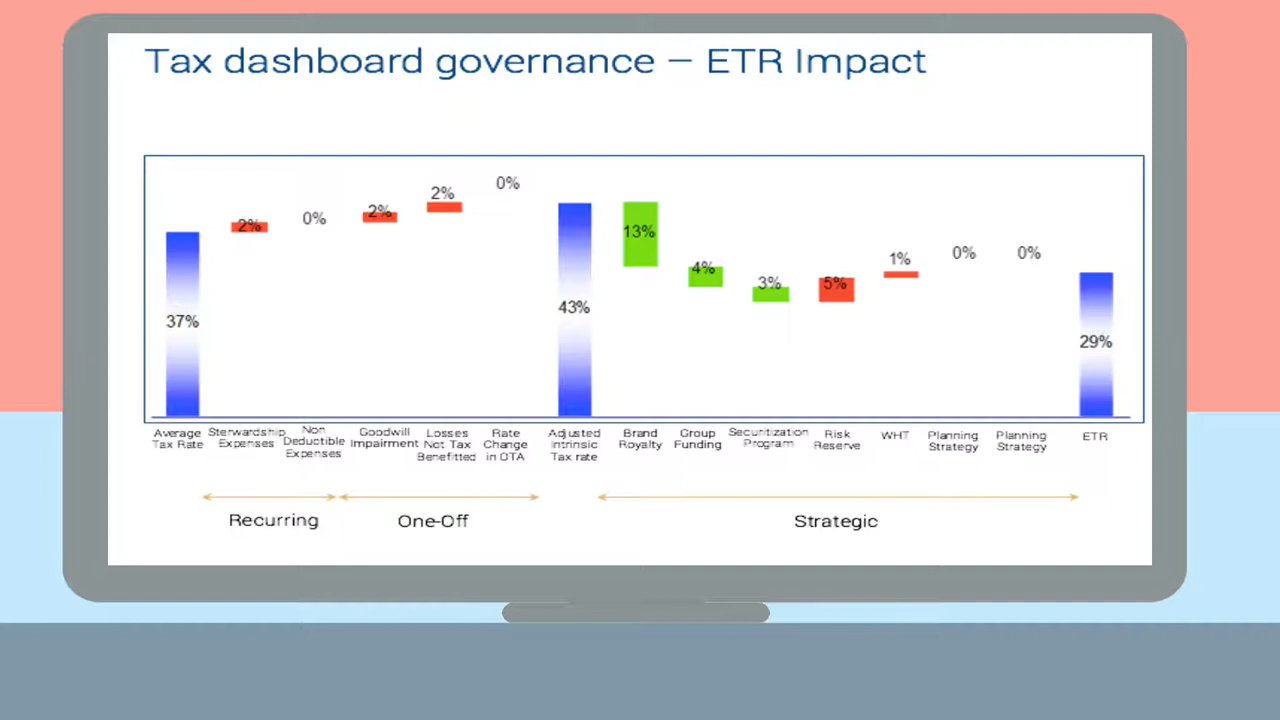 Tax dashboard governance – ETR Impact
37%
2%
0%
2%
2%
0%
43%
13%
4%
3%
5%
1%
0%
0%
29%
Average
Tax Rate
Sterwardship
Expenses
Non
Deductible
Expenses
Goodwill
Impairment
Losses
Not Tax
Benefitted
Rate
Change
in DTA
Adjusted
Intrinsic
Tax rate
Brand
Royalty
Group
Funding
Securitization
Program
Risk
Reserve
WHT
Planning
Strategy
Planning
Strategy
ETR
Recurring
One-Off
Strategic